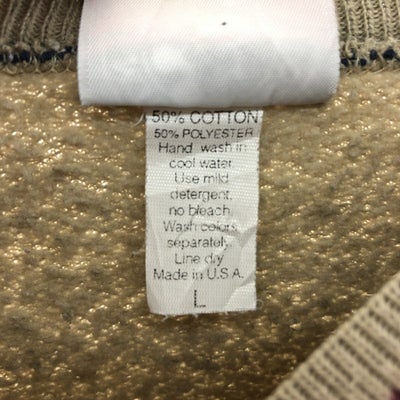 50% COTTON
50% POLYESTER
Hand wash in
cool water.
Use mild
detergent,
no bleach.
Wash colors
separately.
Line dry
Made in U.S.A.
L